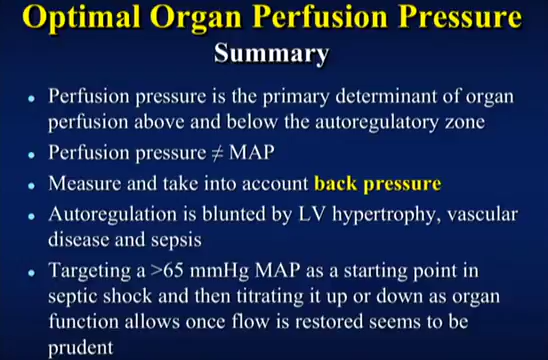 Optimal Organ Perfusion Pressure
Summary
• Perfusion pressure is the primary determinant of organ
perfusion above and below the autoregulatory zone
• Perfusion pressure ≠ MAP
• Measure and take into account back pressure
• Autoregulation is blunted by LV hypertrophy, vascular
disease and sepsis
• Targeting a >65 mmHg MAP as a starting point in
septic shock and then titrating it up or down as organ
function allows once flow is restored seems to be
prudent